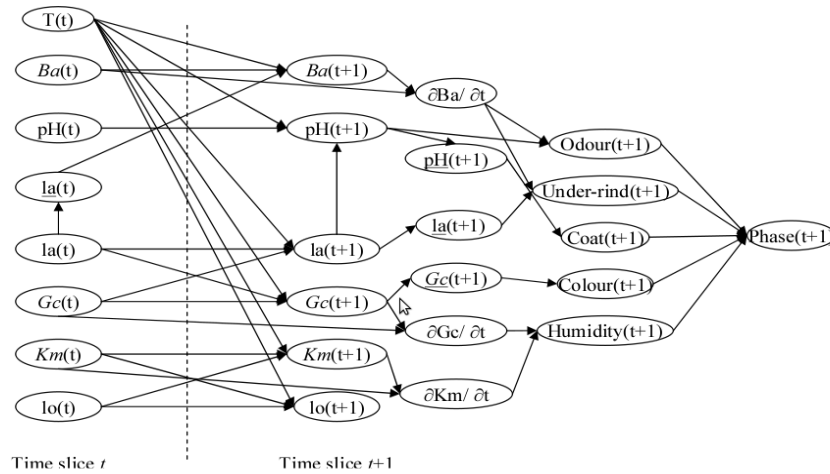 T(t)
Ba(t)
Ba(t+1)
∂Ba/ ∂t
pH(t)
pH(t+1)
pH(t+1)
Odour(t+1)
la(t)
Under-rind(t+1)
la(t+1)
Coat(t+1)
Phase(t+1)
la(t)
la(t+1)
Gc(t)
Gc(t+1)
Gc(t+1)
Colour(t+1)
∂Gc/ ∂t
Humidity(t+1)
Km(t)
Km(t+1)
∂Km/ ∂t
lo(t)
lo(t+1)
Time slice t
Time slice t+1